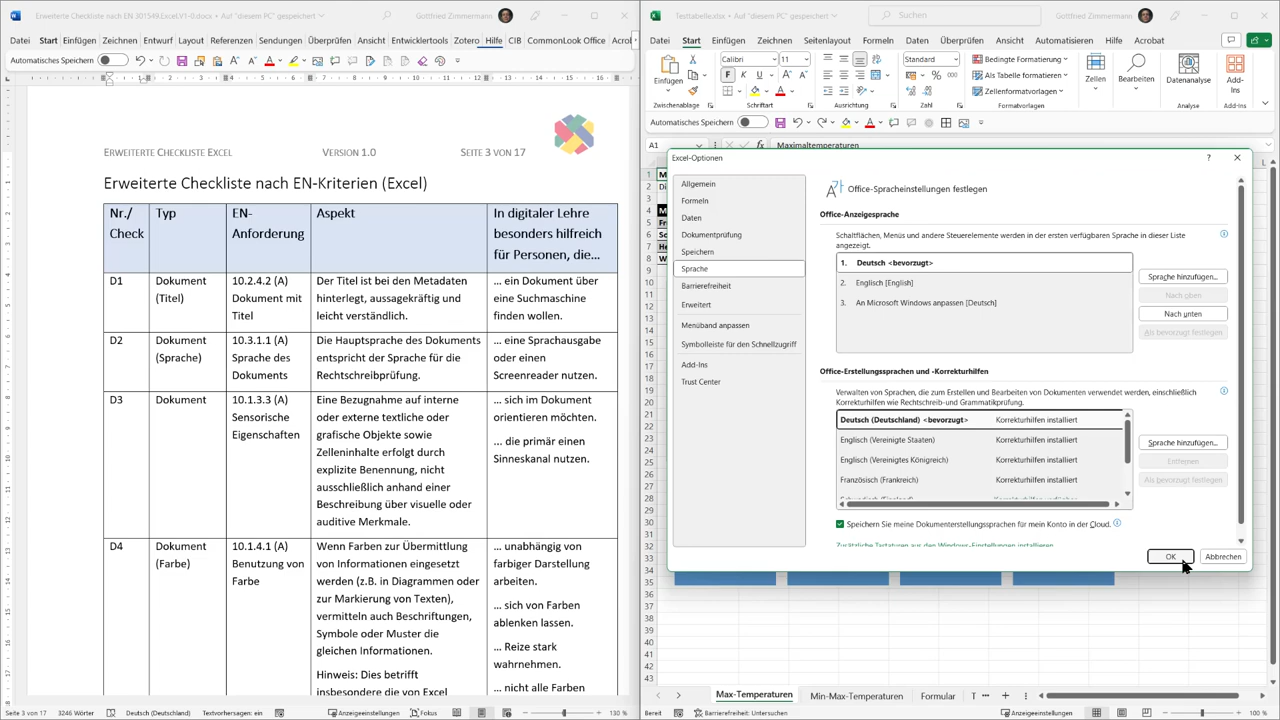 Erweiterte Checkliste nach EN 301549.Excel.V1-0.docx • Auf "diesem PC" gespeichert
Gottfried Zimmermann
Datei Start Einfügen Zeichnen Entwurf Layout Referenzen Sendungen Überprüfen Ansicht Entwicklertools Zotero Hilfe CIB CommonLook Office Acrol
Automatisches Speichern
ERWEITERTE CHECKLISTE EXCEL VERSION 1.0 SEITE 3 VON 17
Erweiterte Checkliste nach EN-Kriterien (Excel)
Nr./ Check
Typ
EN-Anforderung
Aspekt
In digitaler Lehre
besonders hilfreich
für Personen, die…
D1
Dokument
(Titel)
10.2.4.2 (A)
Dokument mit
Titel
Der Titel ist bei den Metadaten
hinterlegt, aussagekräftig und
leicht verständlich.
… ein Dokument über
eine Suchmaschine
finden wollen.
D2
Dokument
(Sprache)
10.3.1.1 (A)
Sprache des
Dokuments
Die Hauptsprache des Dokuments
entspricht der Sprache für die
Rechtschreibprüfung.
… eine Sprachausgabe
oder einen
Screenreader nutzen.
D3
Dokument
10.1.3.3 (A)
Sensorische
Eigenschaften
Eine Bezugnahme auf interne
oder externe textliche oder
grafische Objekte sowie
Zelleninhalte erfolgt durch
explizite Benennung, nicht
ausschließlich anhand einer
Beschreibung über visuelle oder
auditive Merkmale.
… sich im Dokument
orientieren möchten.
… die primär einen
Sinneskanal nutzen.
D4
Dokument
(Farbe)
10.1.4.1 (A)
Benutzung von
Farbe
Wenn Farben zur Übermittlung
von Informationen eingesetzt
werden (z.B. in Diagrammen oder
zur Markierung von Texten),
vermitteln auch Beschriftungen,
Symbole oder Muster die
gleichen Informationen.
Hinweis: Dies betrifft
insbesondere die von Excel
… unabhängig von
farbiger Darstellung
arbeiten.
… sich von Farben
ablenken lassen.
… Reize stark
wahrnehmen.
… nicht alle Farben
Seite 3 von 17 3246 Wörter Deutsch (Deutschland) Textvorhersagen: ein Anzeigeeinstellungen Fokus 130 %
Testtabelle.xlsx • Auf "diesem PC" gespeichert
Suchen
Gottfried Zimmermann
Datei Start Einfügen Zeichnen Seitenlayout Formeln Daten Überprüfen Ansicht Automatisieren Hilfe Acrobat
Einfügen
Calibri 11
F K U
Standard
Bedingte Formatierung
Als Tabelle formatieren
Zellenformatvorlagen
Zellen
Bearbeiten
Datenanalyse
Add-Ins
Zwischenablage Schriftart Ausrichtung Zahl Formatvorlagen Analyse Add-Ins
Automatisches Speichern
A1 fx Maximaltemperaturen
Excel-Optionen
Allgemein
Formeln
Daten
Dokumentprüfung
Speichern
Sprache
Barrierefreiheit
Erweitert
Menüband anpassen
Symbolleiste für den Schnellzugriff
Add-Ins
Trust Center
Office-Spracheinstellungen festlegen
Office-Anzeigesprache
Schaltflächen, Menüs und andere Steuerelemente werden in der ersten verfügbaren Sprache in dieser Liste
angezeigt.
1. Deutsch <bevorzugt>
2. Englisch [English]
3. An Microsoft Windows anpassen [Deutsch]
Sprache hinzufügen...
Nach oben
Nach unten
Als bevorzugt festlegen
Office-Erstellungssprachen und -Korrekturhilfen
Verwalten von Sprachen, die zum Erstellen und Bearbeiten von Dokumenten verwendet werden, einschließlich
Korrekturhilfen wie Rechtschreib- und Grammatikprüfung.
Deutsch (Deutschland) <bevorzugt> Korrekturhilfen installiert
Englisch (Vereinigte Staaten) Korrekturhilfen installiert
Englisch (Vereinigtes Königreich) Korrekturhilfen installiert
Französisch (Frankreich) Korrekturhilfen installiert
Sprache hinzufügen...
Entfernen
Als bevorzugt festlegen
Speichern Sie meine Dokumenterstellungssprachen für mein Konto in der Cloud.
Zusätzliche Tastaturen aus den Windows-Einstellungen installieren
OK
Abbrechen
Max-Temperaturen Min-Max-Temperaturen Formular T
Bereit Barrierefreiheit: Untersuchen Anzeigeeinstellungen 100 %